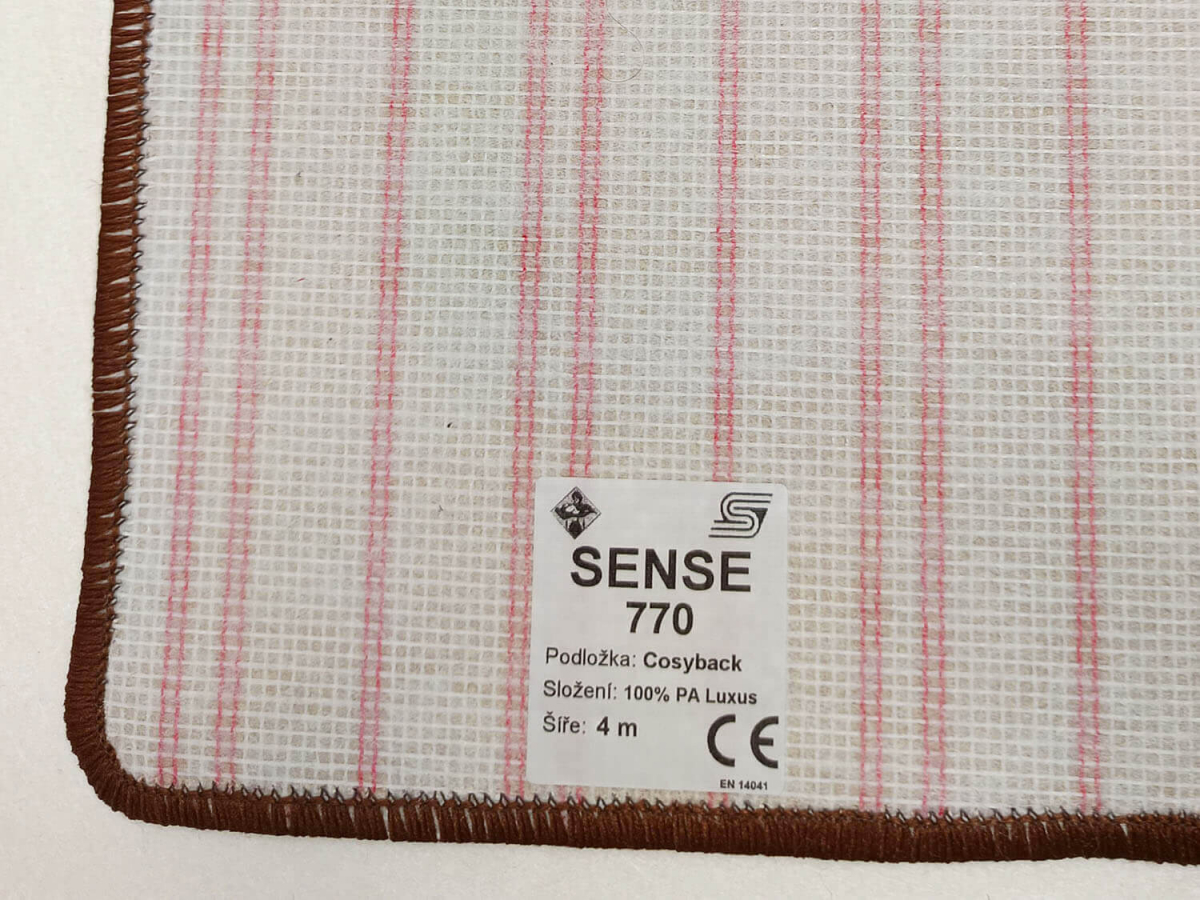 SENSE
770
Podložka: Cosyback
Složení: 100% PA Luxus
Šíře: 4 m
CE
EN 14041